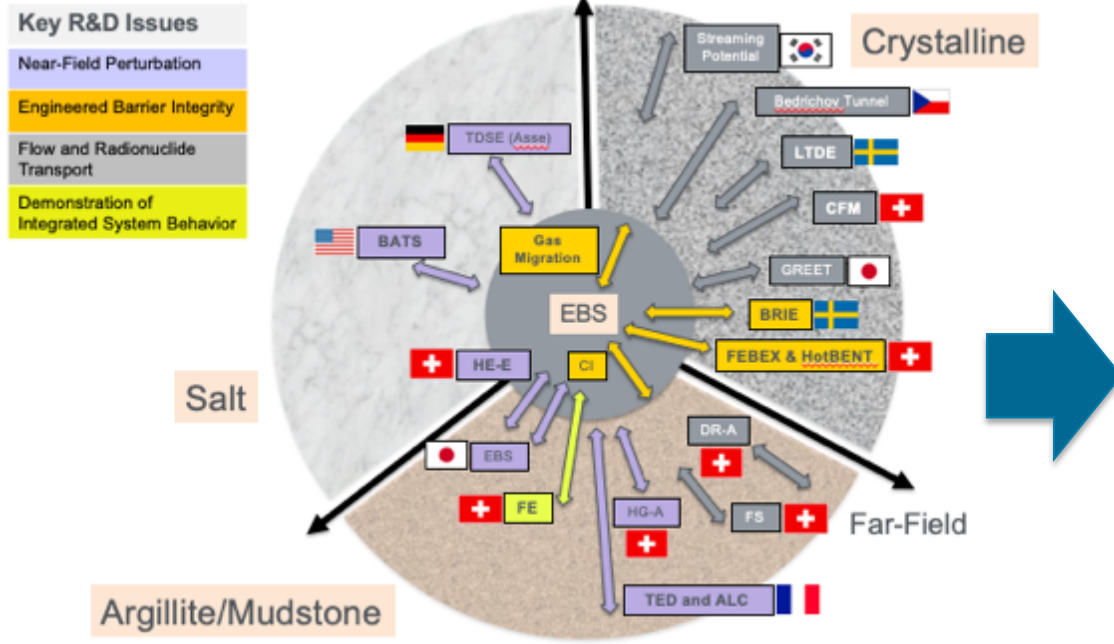 Key R&D Issues
Near-Field Perturbation
Engineered Barrier Integrity
Flow and Radionuclide
Transport
Demonstration of
Integrated System Behavior
Crystalline
Streaming
Potential
Bedrichov Tunnel
TDSE (Asse)
LTDE
CFM
BATS
Gas
Migration
GREET
EBS
BRIE
FEBEX & HotBENT
HE-E
CI
Salt
DR-A
EBS
FE
HG-A
FS
Far-Field
TED and ALC
Argillite/Mudstone